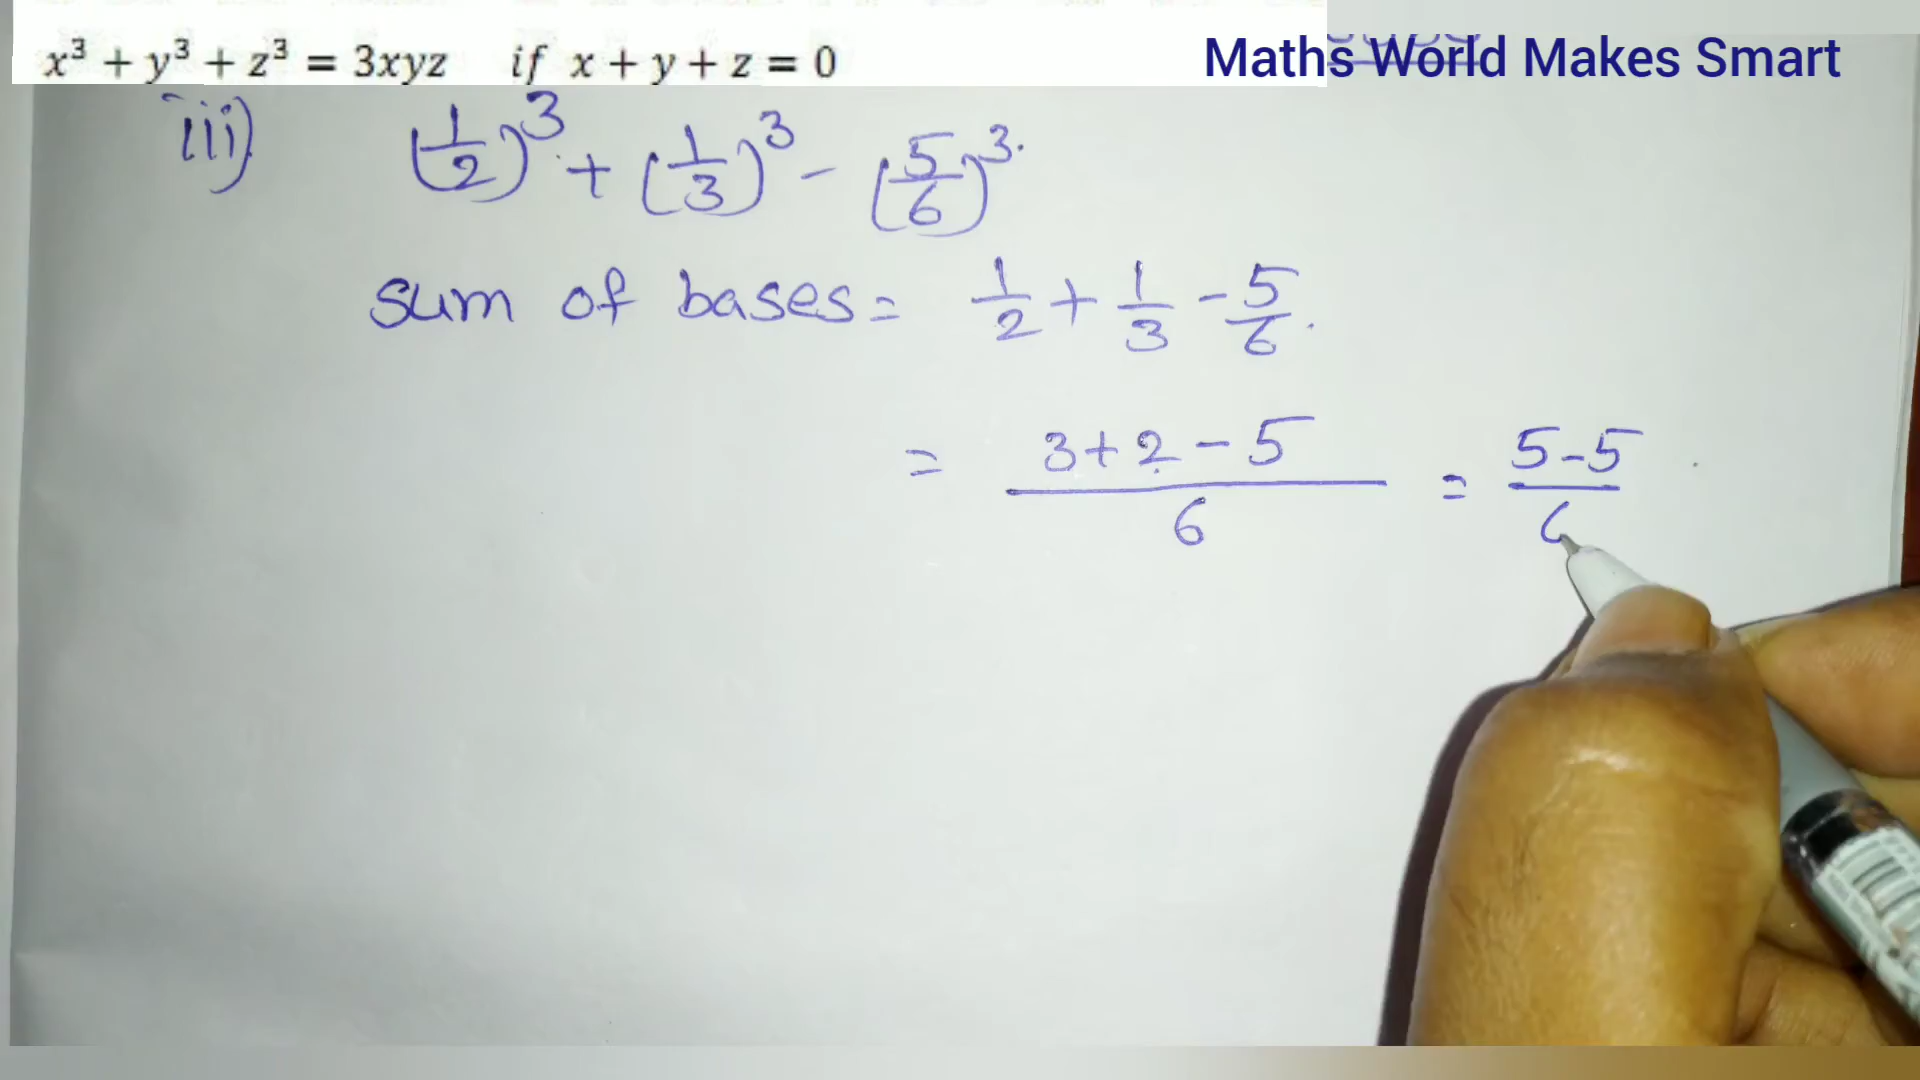 x³ + y³ + z³ = 3xyz if x + y + z = 0
Maths World Makes Smart
iii) (1/2)³ + (1/3)³ - (5/6)³.
sum of bases = 1/2 + 1/3 - 5/6.
= 3+2-5/6 = 5-5/6